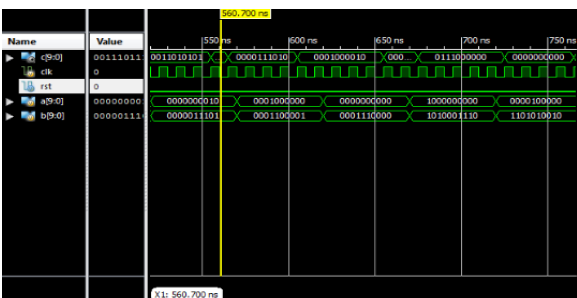 560.700 ns
Name Value 550 ns 600 ns 650 ns 700 ns 750 ns
c[9:0] 00111011 0011010101 ... 0000111010 0001000010 000... 0111000000 0000000000
clk 0
rst 0
a[9:0] 00000000 0000000010 0001000000 0000000000 1000000000 0000100000
b[9:0] 00000111 0000011101 0001100001 0001110000 1010001110 1101010010
X1: 560.700 ns